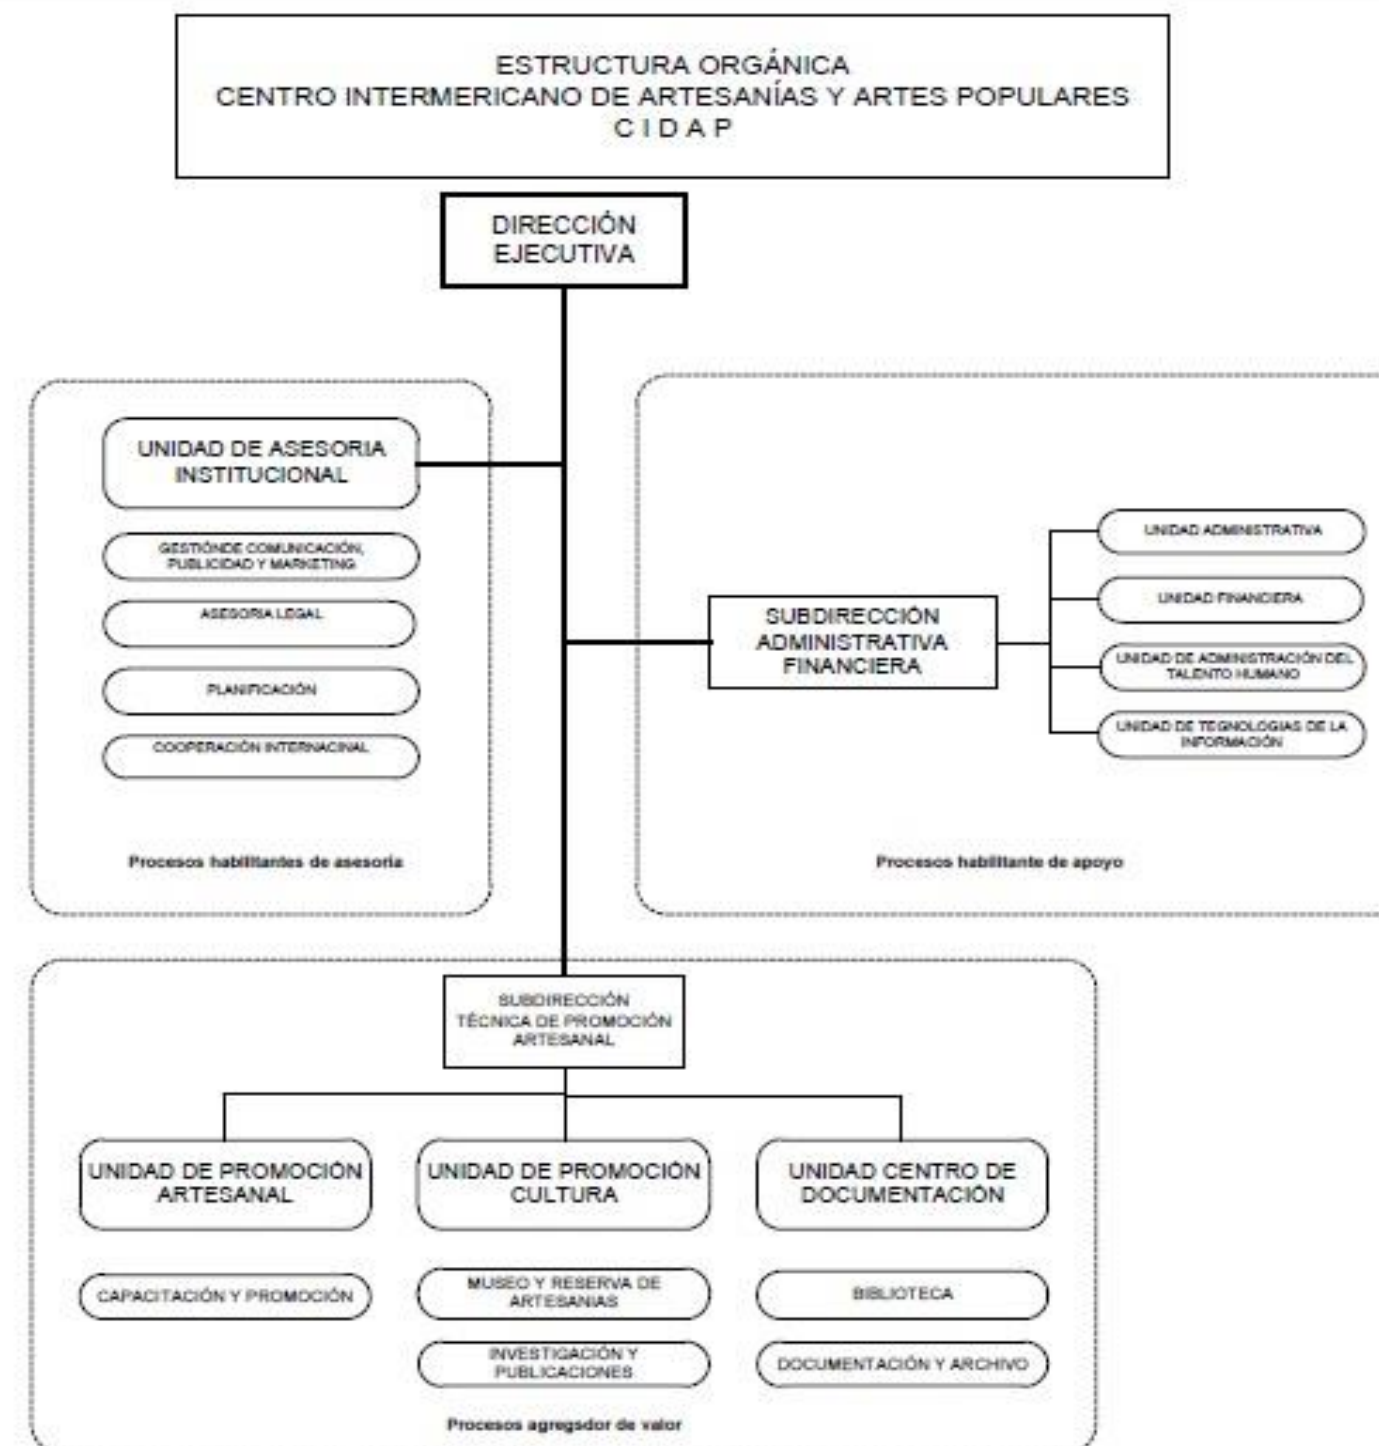 ESTRUCTURA ORGÁNICA
CENTRO INTERMERICANO DE ARTESANÍAS Y ARTES POPULARES
C I D A P
DIRECCIÓN
EJECUTIVA
UNIDAD DE ASESORIA
INSTITUCIONAL
GESTIÓNDE COMUNICACIÓN,
PUBLICIDAD Y MARKETING
ASESORIA LEGAL
PLANIFICACIÓN
COOPERACIÓN INTERNACINAL
Procesos habilitantes de asesoria
SUBDIRECCIÓN
ADMINISTRATIVA
FINANCIERA
UNIDAD ADMINISTRATIVA
UNIDAD FINANCIERA
UNIDAD DE ADMINISTRACIÓN DEL
TALENTO HUMANO
UNIDAD DE TEGNOLOGIAS DE LA
INFORMACIÓN
Procesos habilitante de apoyo
SUBDIRECCIÓN
TÉCNICA DE PROMOCIÓN
ARTESANAL
UNIDAD DE PROMOCIÓN
ARTESANAL
CAPACITACIÓN Y PROMOCIÓN
UNIDAD DE PROMOCIÓN
CULTURA
MUSEO Y RESERVA DE
ARTESANIAS
INVESTIGACIÓN Y
PUBLICACIONES
UNIDAD CENTRO DE
DOCUMENTACIÓN
BIBLIOTECA
DOCUMENTACIÓN Y ARCHIVO
Procesos agregsdor de valor